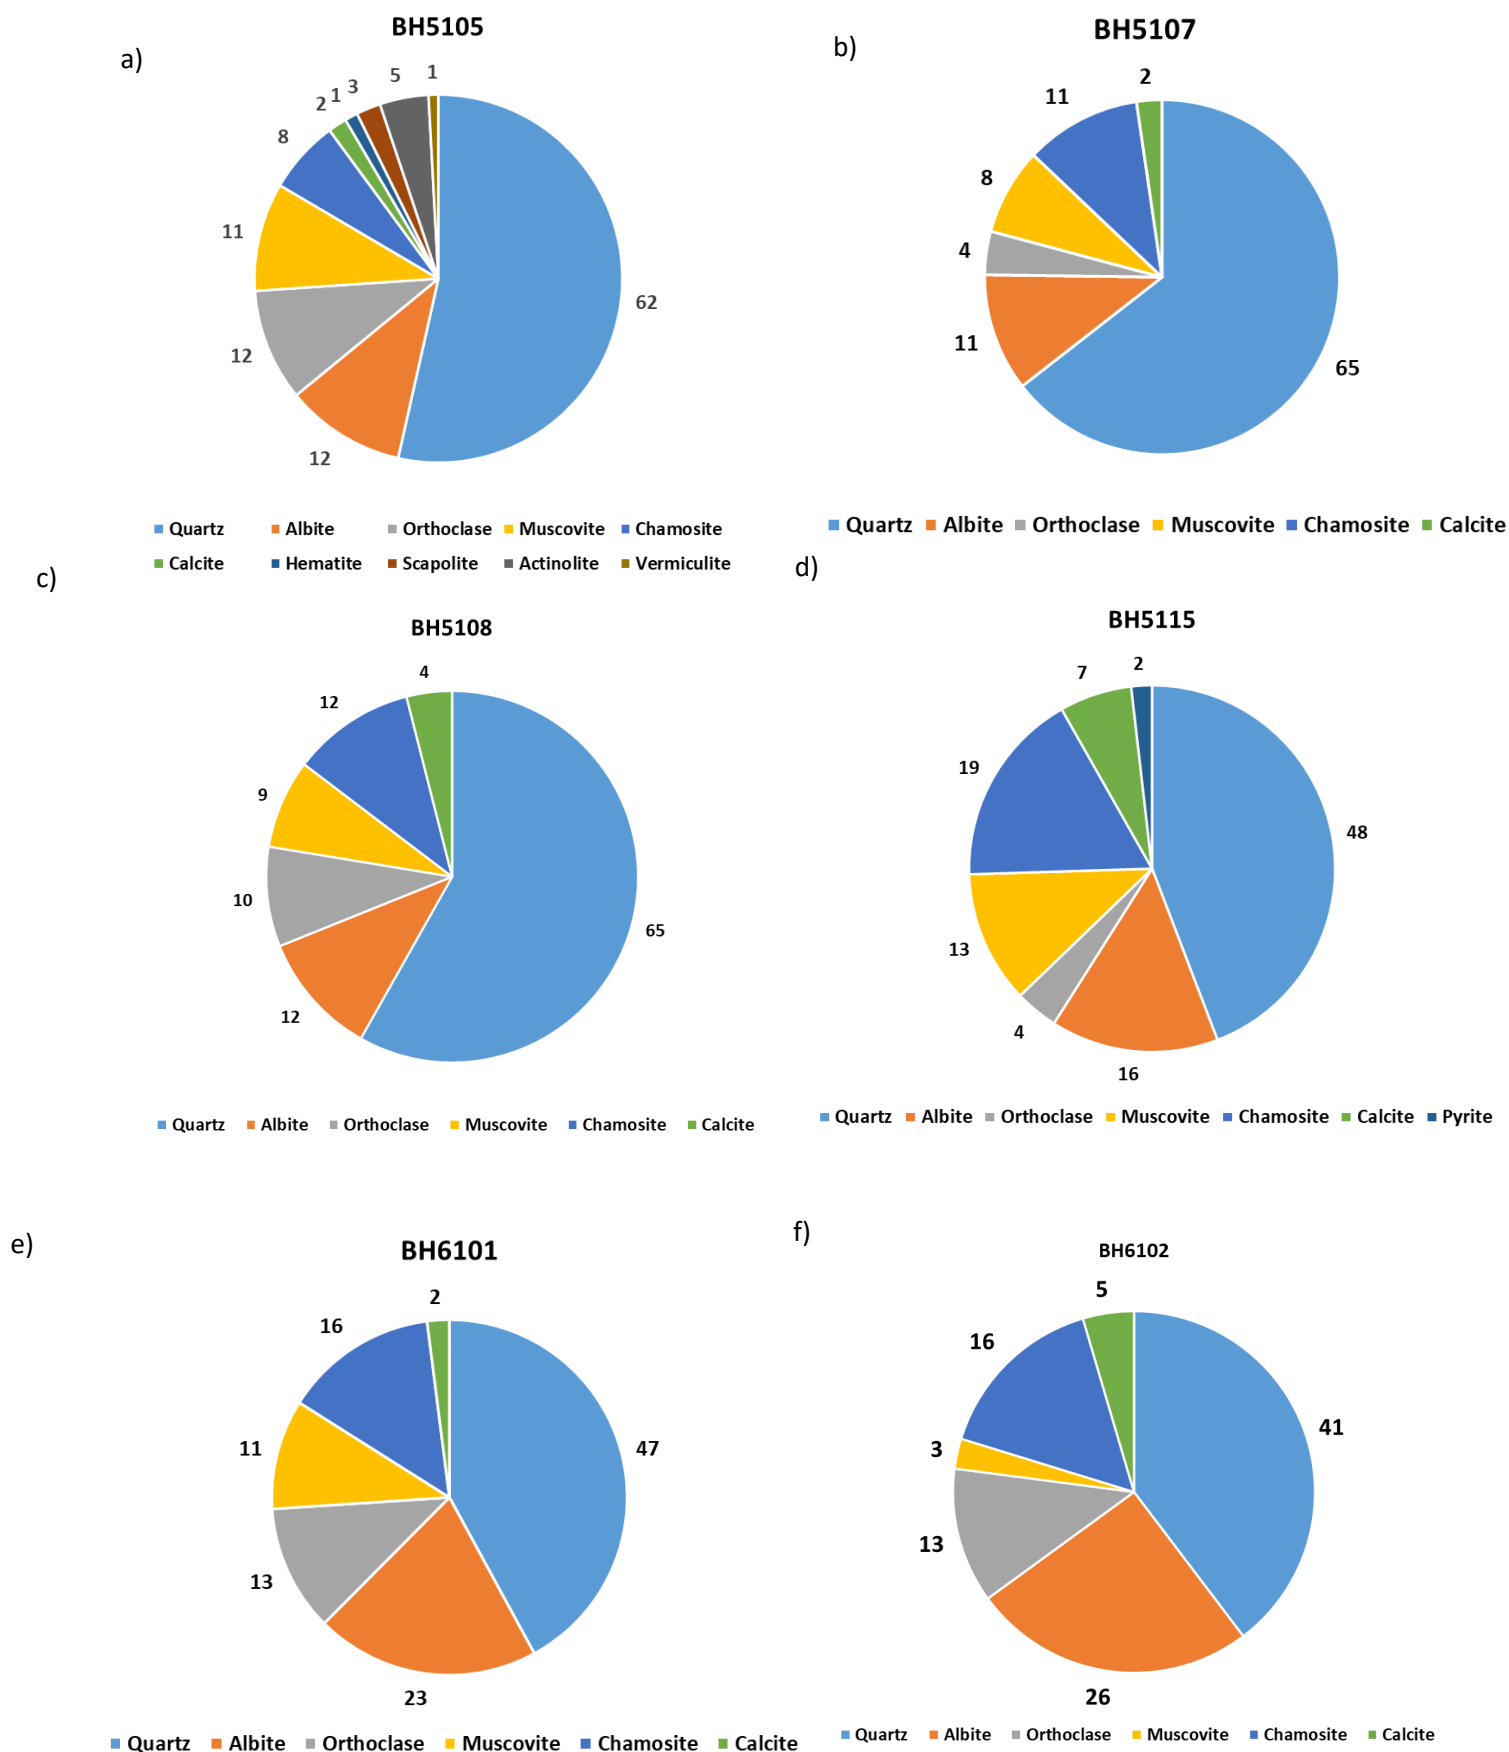 BH5105
a)
1
5
3
1
2
8
11
12
12
62
Quartz Albite Orthoclase Muscovite Chamosite
Calcite Hematite Scapolite Actinolite Vermiculite
BH5107
b)
2
11
8
4
11
65
Quartz Albite Orthoclase Muscovite Chamosite Calcite
c)
BH5108
4
12
9
10
12
65
Quartz Albite Orthoclase Muscovite Chamosite Calcite
d)
BH5115
2
7
19
13
4
16
48
Quartz Albite Orthoclase Muscovite Chamosite Calcite Pyrite
e)
BH6101
2
16
11
13
23
47
Quartz Albite Orthoclase Muscovite Chamosite Calcite
f)
BH6102
5
16
3
13
26
41
Quartz Albite Orthoclase Muscovite Chamosite Calcite